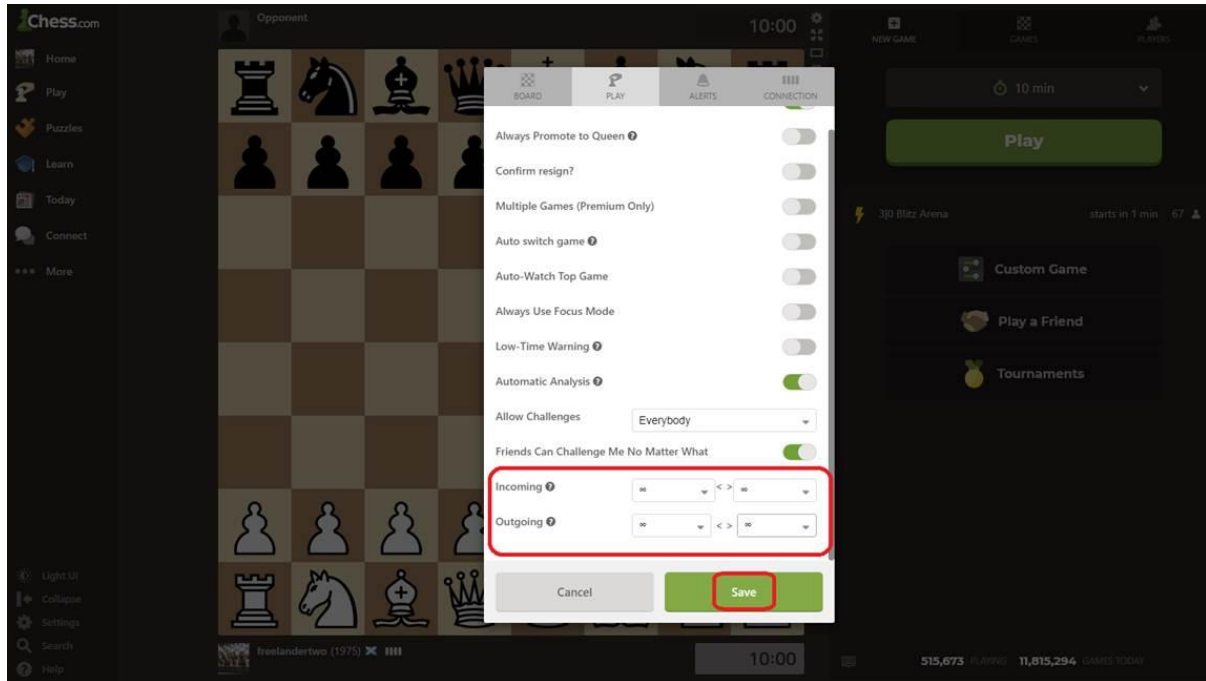 Chess.com
Home
Play
Puzzles
Learn
Today
Connect
More
Light UI
Collapse
Settings
Search
Help
Opponent
10:00
BOARD
PLAY
ALERTS
CONNECTION
Always Promote to Queen
Confirm resign?
Multiple Games (Premium Only)
Auto switch game
Auto-Watch Top Game
Always Use Focus Mode
Low-Time Warning
Automatic Analysis
Allow Challenges Everybody
Friends Can Challenge Me No Matter What
Incoming ∞ < > ∞
Outgoing ∞ < > ∞
Cancel
Save
freelandertwo (1975)
10:00
NEW GAME
GAMES
PLAYERS
10 min
Play
3|0 Blitz Arena starts in 1 min 67
Custom Game
Play a Friend
Tournaments
515,673 PLAYING 11,815,294 GAMES TODAY